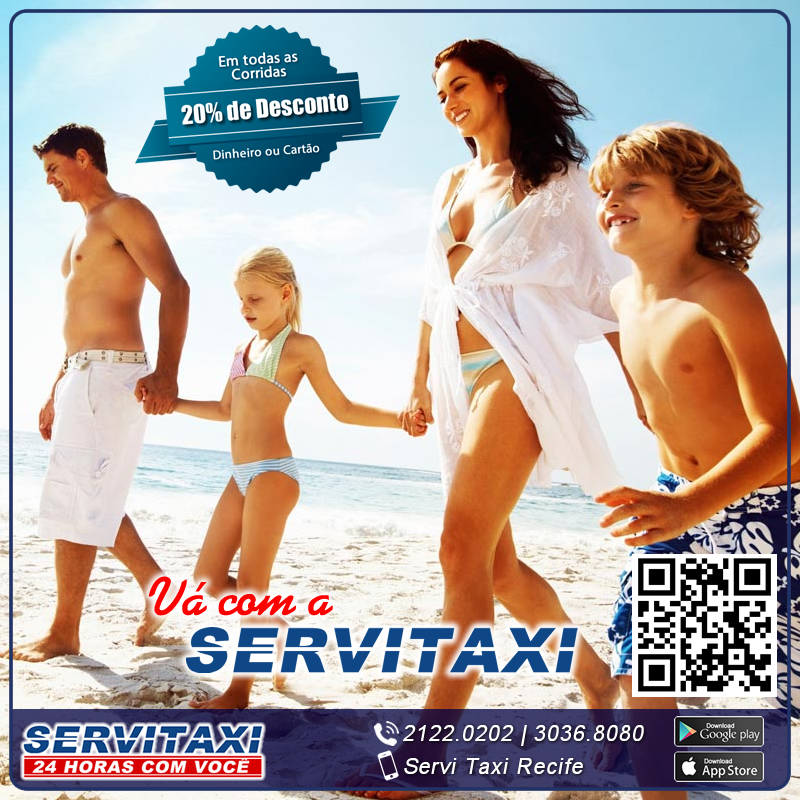 Em todas as
Corridas
20% de Desconto
Dinheiro ou Cartão
Vá com a
SERVITAXI
SERVITAXI
24 HORAS COM VOCÊ
2122.0202 | 3036.8080
Servi Taxi Recife
Download
Google play
Download
App Store